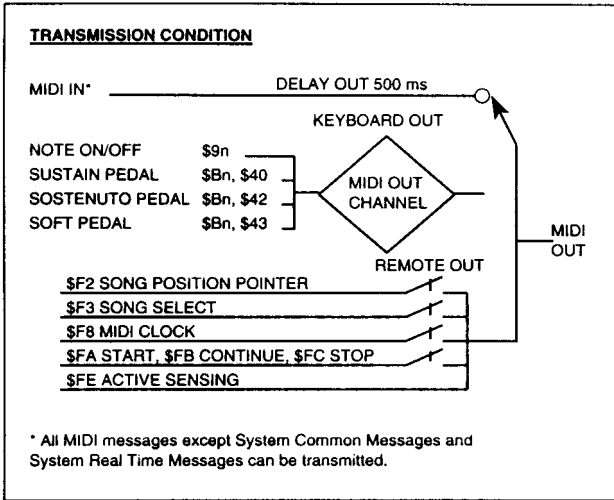 TRANSMISSION CONDITION
MIDI IN*
DELAY OUT 500 ms
KEYBOARD OUT
NOTE ON/OFF $9n
SUSTAIN PEDAL $Bn, $40
SOSTENUTO PEDAL $Bn, $42
SOFT PEDAL $Bn, $43
MIDI OUT
CHANNEL
MIDI
OUT
REMOTE OUT
$F2 SONG POSITION POINTER
$F3 SONG SELECT
$F8 MIDI CLOCK
$FA START, $FB CONTINUE, $FC STOP
$FE ACTIVE SENSING
* All MIDI messages except System Common Messages and
System Real Time Messages can be transmitted.